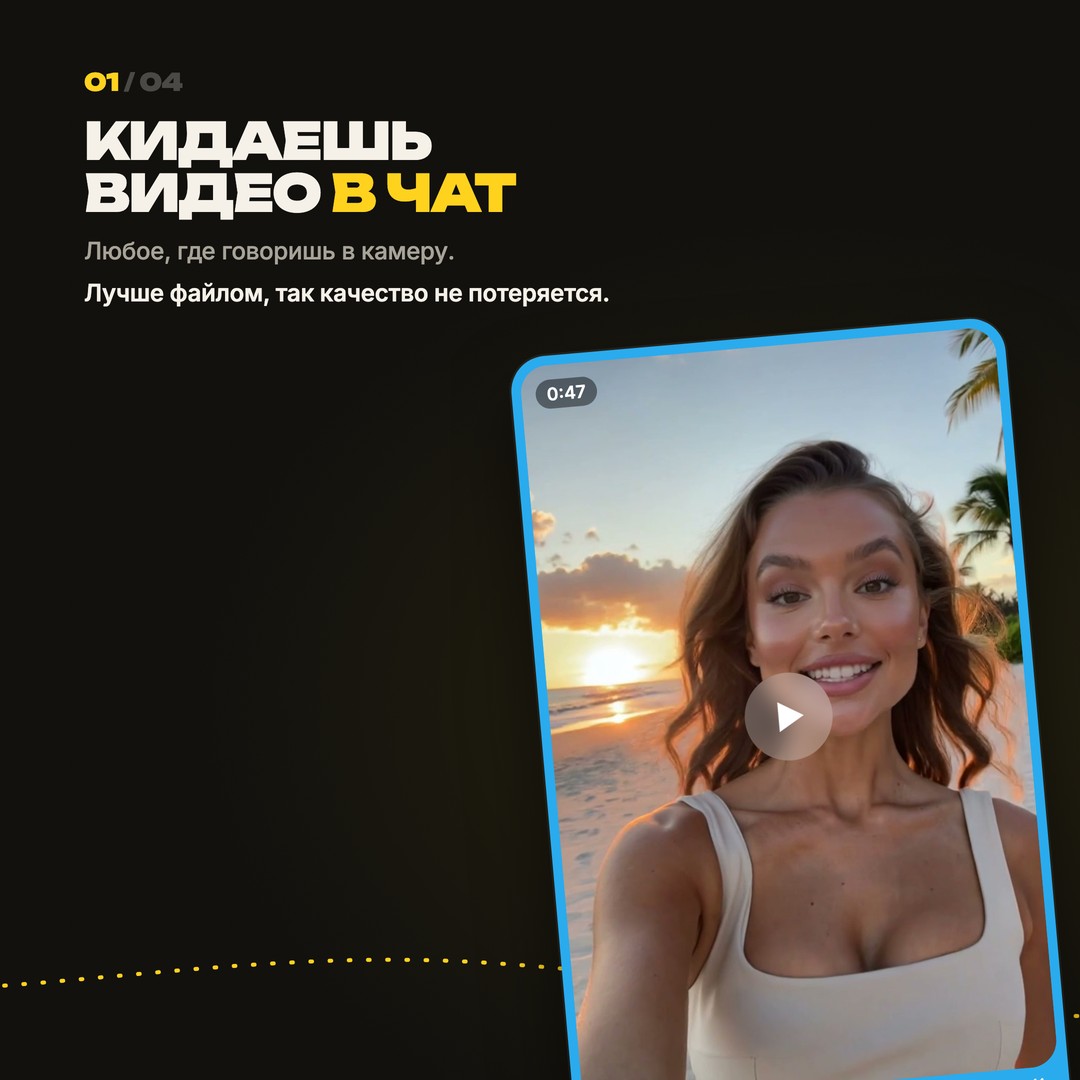 01 / 04
КИДАЕШЬ
ВИДЕО В ЧАТ
Любое, где говоришь в камеру.
Лучше файлом, так качество не потеряется.
0:47